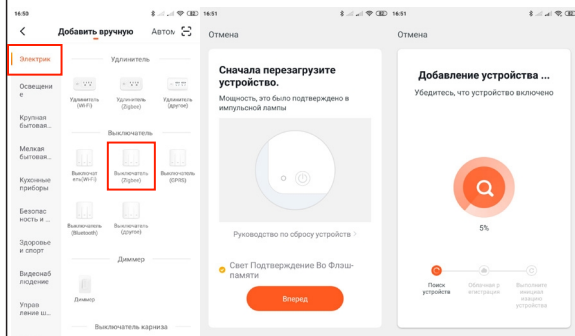 16:50
Добавить вручную Автом
Электрик
Освещени
е
Крупная
бытовая...
Мелкая
бытовая...
Кухонные
приборы
Безопас
ность и ...
Здоровье
и спорт
Видеонаб
людение
Управ
ление ш...
Удлинитель
Удлинитель
(Wi-Fi)
Удлинитель
(Zigbee)
Удлинитель
(другие)
Выключатель
Выключат
ель(Wi-Fi)
Выключатель
(Zigbee)
Выключатель
(GPRS)
Выключатель
(Bluetooth)
Выключатель
(другие)
Диммер
Диммер
Выключатель карниза
16:51
Отмена
Сначала перезагрузите
устройство.
Мощность, это было подтверждено в
импульсной лампы
Руководство по сбросу устройств >
Свет Подтверждение Во Флэш-
памяти
Вперед
16:51
Отмена
Добавление устройства ...
Убедитесь, что устройство включено
5%
Поиск
устройств
Облачная р
егистрация
Выполняете
инициал
изацию
устройства